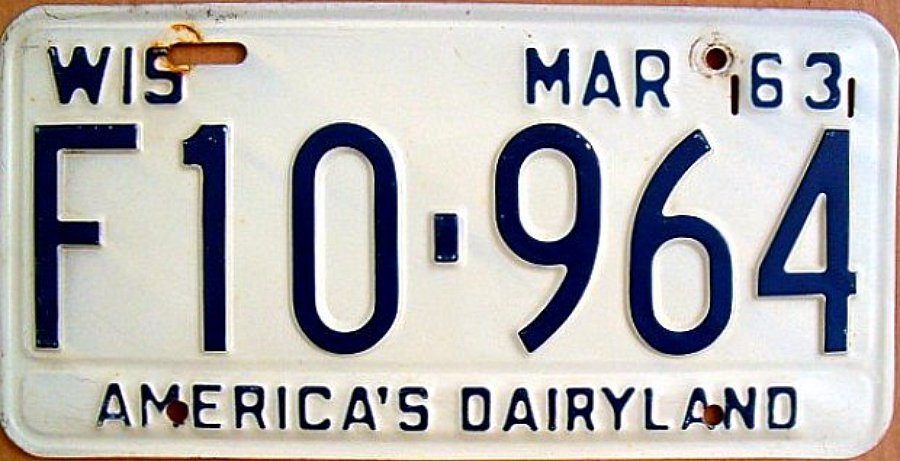 WIS MAR 63
F10-964
AMERICA'S DAIRYLAND